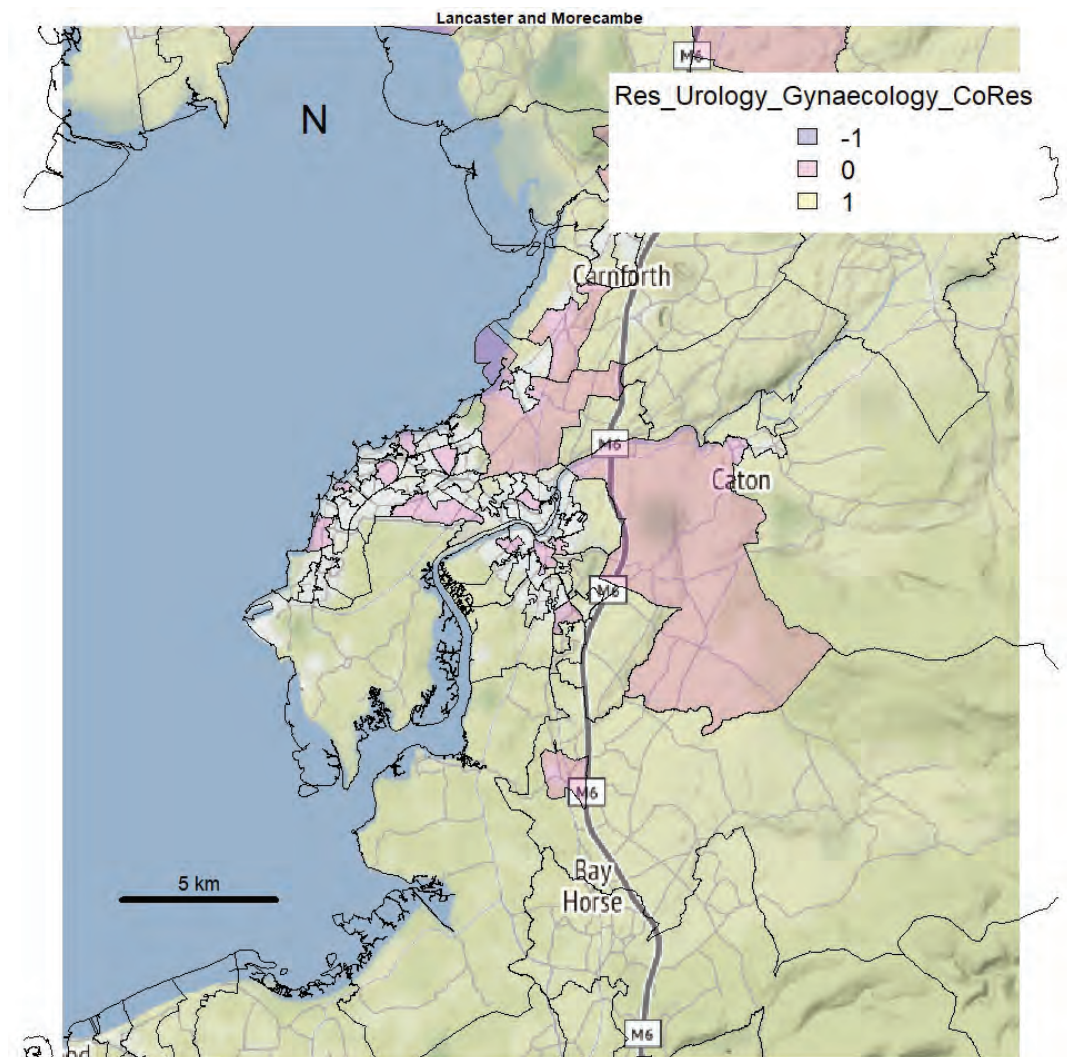 Lancaster and Morecambe
M6
Res_Urology_Gynaecology_CoRes
-1
0
1
N
Carnforth
M6
Caton
M6
M6
5 km
Bay
Horse
M6